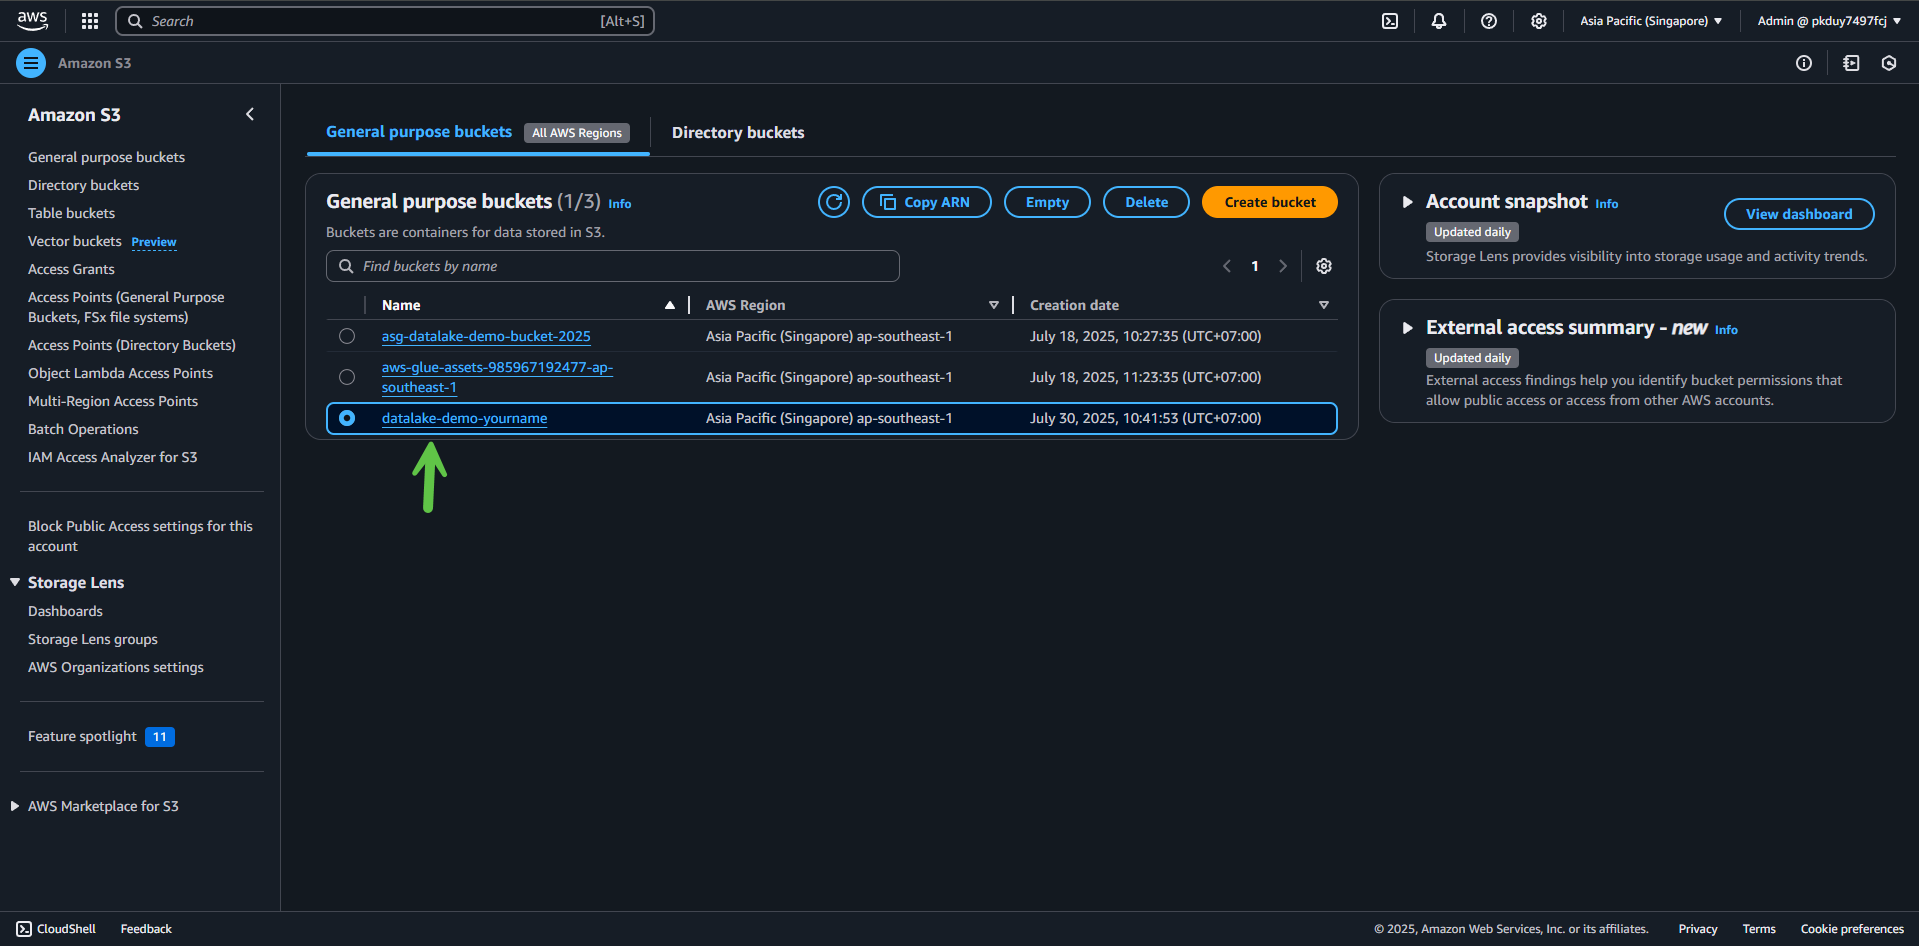 aws
Search
[Alt+S]
Asia Pacific (Singapore)
Admin @ pkduy7497fcj
Amazon S3
Amazon S3
General purpose buckets
Directory buckets
Table buckets
Vector buckets Preview
Access Grants
Access Points (General Purpose
Buckets, FSx file systems)
Access Points (Directory Buckets)
Object Lambda Access Points
Multi-Region Access Points
Batch Operations
IAM Access Analyzer for S3
Block Public Access settings for this
account
Storage Lens
Dashboards
Storage Lens groups
AWS Organizations settings
Feature spotlight 11
AWS Marketplace for S3
General purpose buckets All AWS Regions
Directory buckets
General purpose buckets (1/3) Info
Copy ARN
Empty
Delete
Create bucket
Buckets are containers for data stored in S3.
Find buckets by name
1
Name
AWS Region
Creation date
asg-datalake-demo-bucket-2025
Asia Pacific (Singapore) ap-southeast-1
July 18, 2025, 10:27:35 (UTC+07:00)
aws-glue-assets-985967192477-ap-
southeast-1
Asia Pacific (Singapore) ap-southeast-1
July 18, 2025, 11:23:35 (UTC+07:00)
datalake-demo-yourname
Asia Pacific (Singapore) ap-southeast-1
July 30, 2025, 10:41:53 (UTC+07:00)
Account snapshot Info
View dashboard
Updated daily
Storage Lens provides visibility into storage usage and activity trends.
External access summary - new Info
Updated daily
External access findings help you identify bucket permissions that
allow public access or access from other AWS accounts.
CloudShell
Feedback
© 2025, Amazon Web Services, Inc. or its affiliates.
Privacy
Terms
Cookie preferences